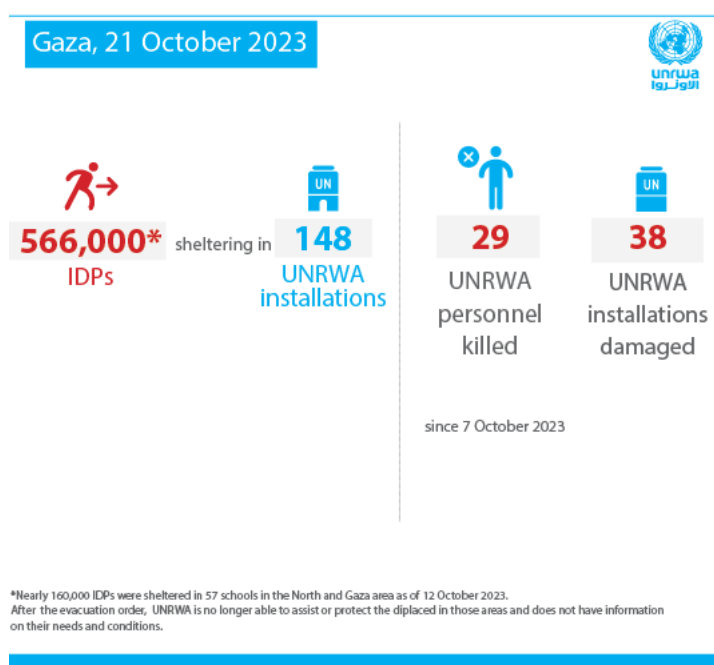 Gaza, 21 October 2023
unrwa
الأونروا
UN
566,000* sheltering in 148
IDPs
UNRWA
installations
29
UNRWA
personnel
killed
UN
38
UNRWA
installations
damaged
since 7 October 2023
*Nearly 160,000 IDPs were sheltered in 57 schools in the North and Gaza area as of 12 October 2023.
After the evacuation order, UNRWA is no longer able to assist or protect the diplaced in those areas and does not have information
on their needs and conditions.